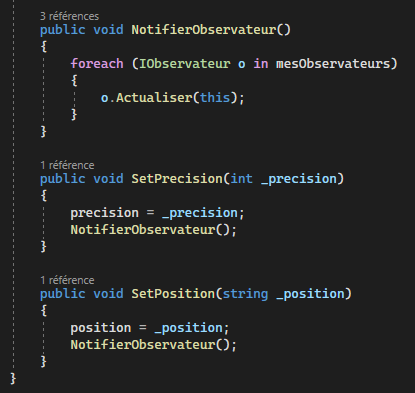 3 références
public void NotifierObservateur()
{
foreach (IObservateur o in mesObservateurs)
{
o.Actualiser(this);
}
}
1 référence
public void SetPrecision(int _precision)
{
precision = _precision;
NotifierObservateur();
}
1 référence
public void SetPosition(string _position)
{
position = _position;
NotifierObservateur();
}
}